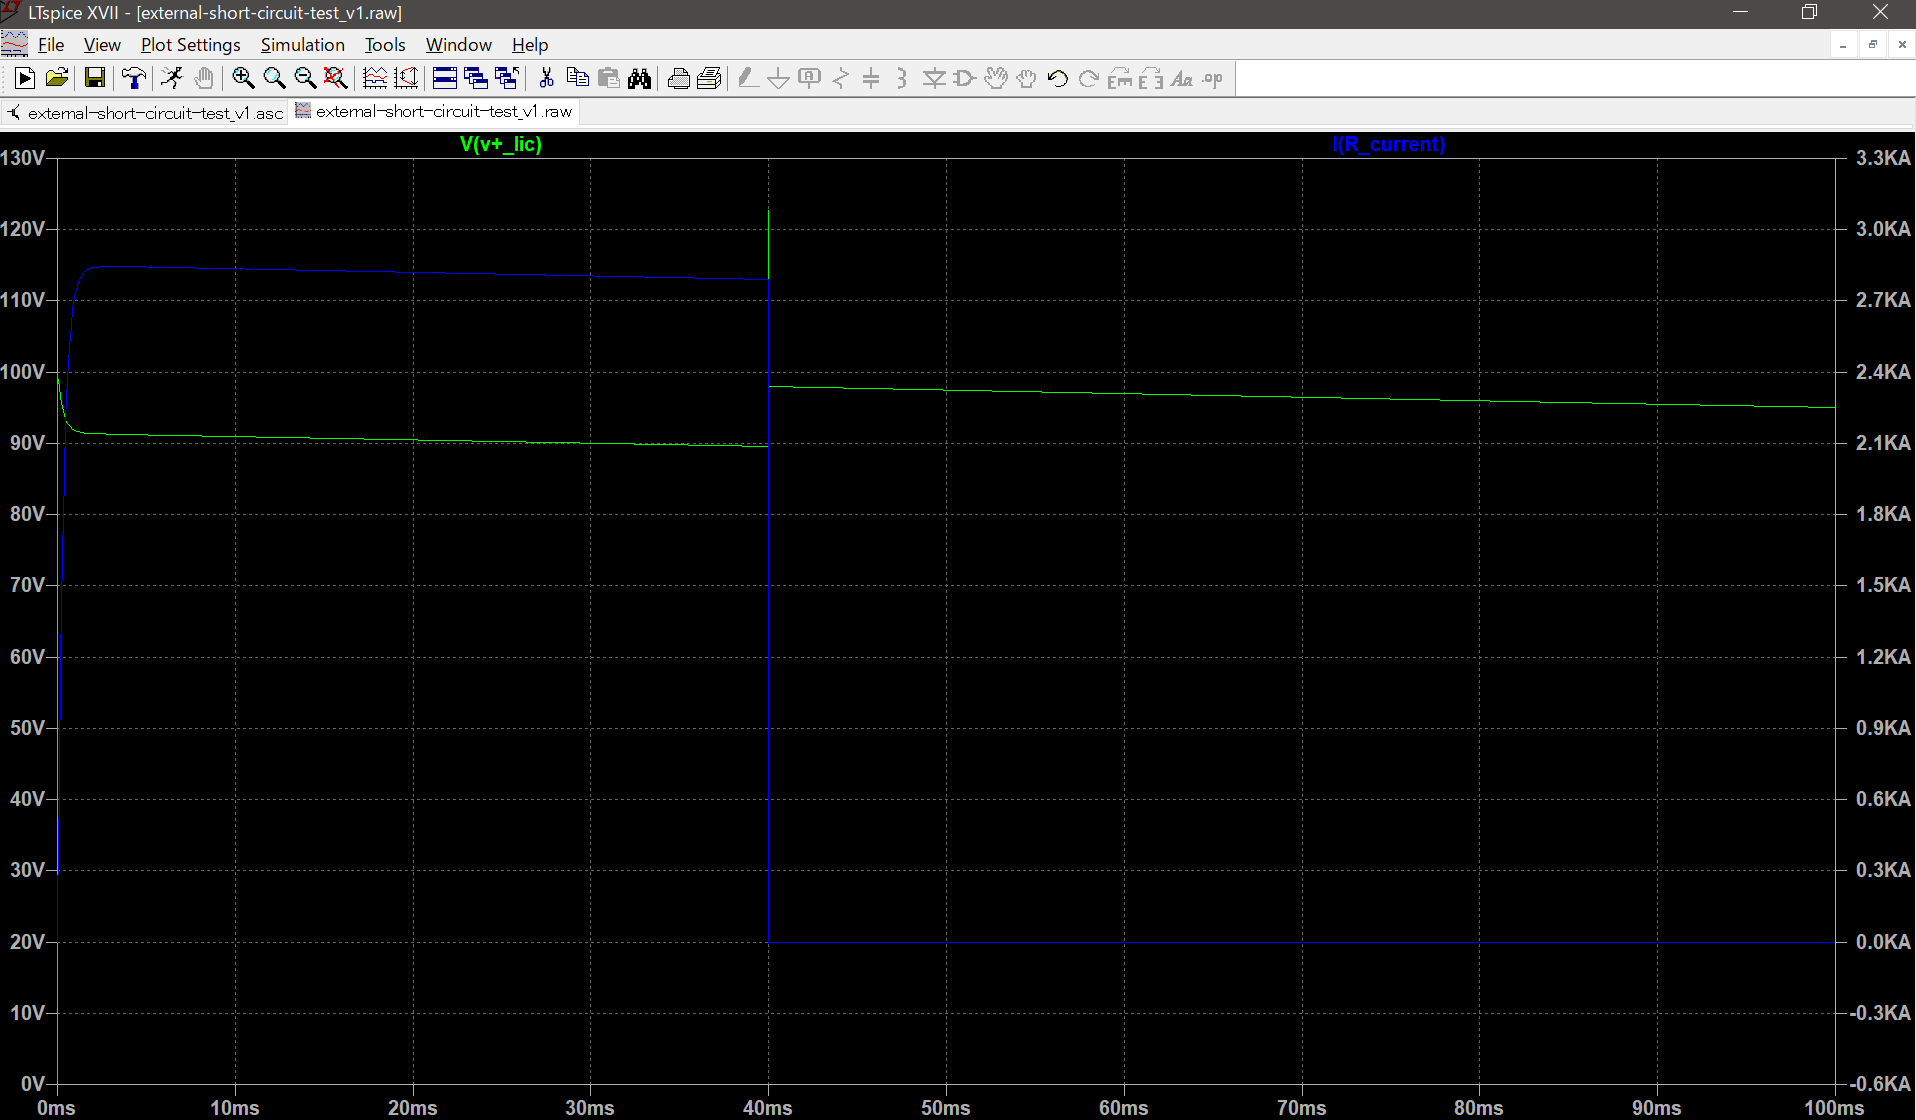 LTspice XVII - [external-short-circuit-test_v1.raw]
File View Plot Settings Simulation Tools Window Help
external-short-circuit-test_v1.asc external-short-circuit-test_v1.raw
V(v+_lic) I(R_current)
130V 3.3KA
120V 3.0KA
110V 2.7KA
100V 2.4KA
90V 2.1KA
80V 1.8KA
70V 1.5KA
60V 1.2KA
50V 0.9KA
40V 0.6KA
30V 0.3KA
20V 0.0KA
10V -0.3KA
0V -0.6KA
0ms 10ms 20ms 30ms 40ms 50ms 60ms 70ms 80ms 90ms 100ms